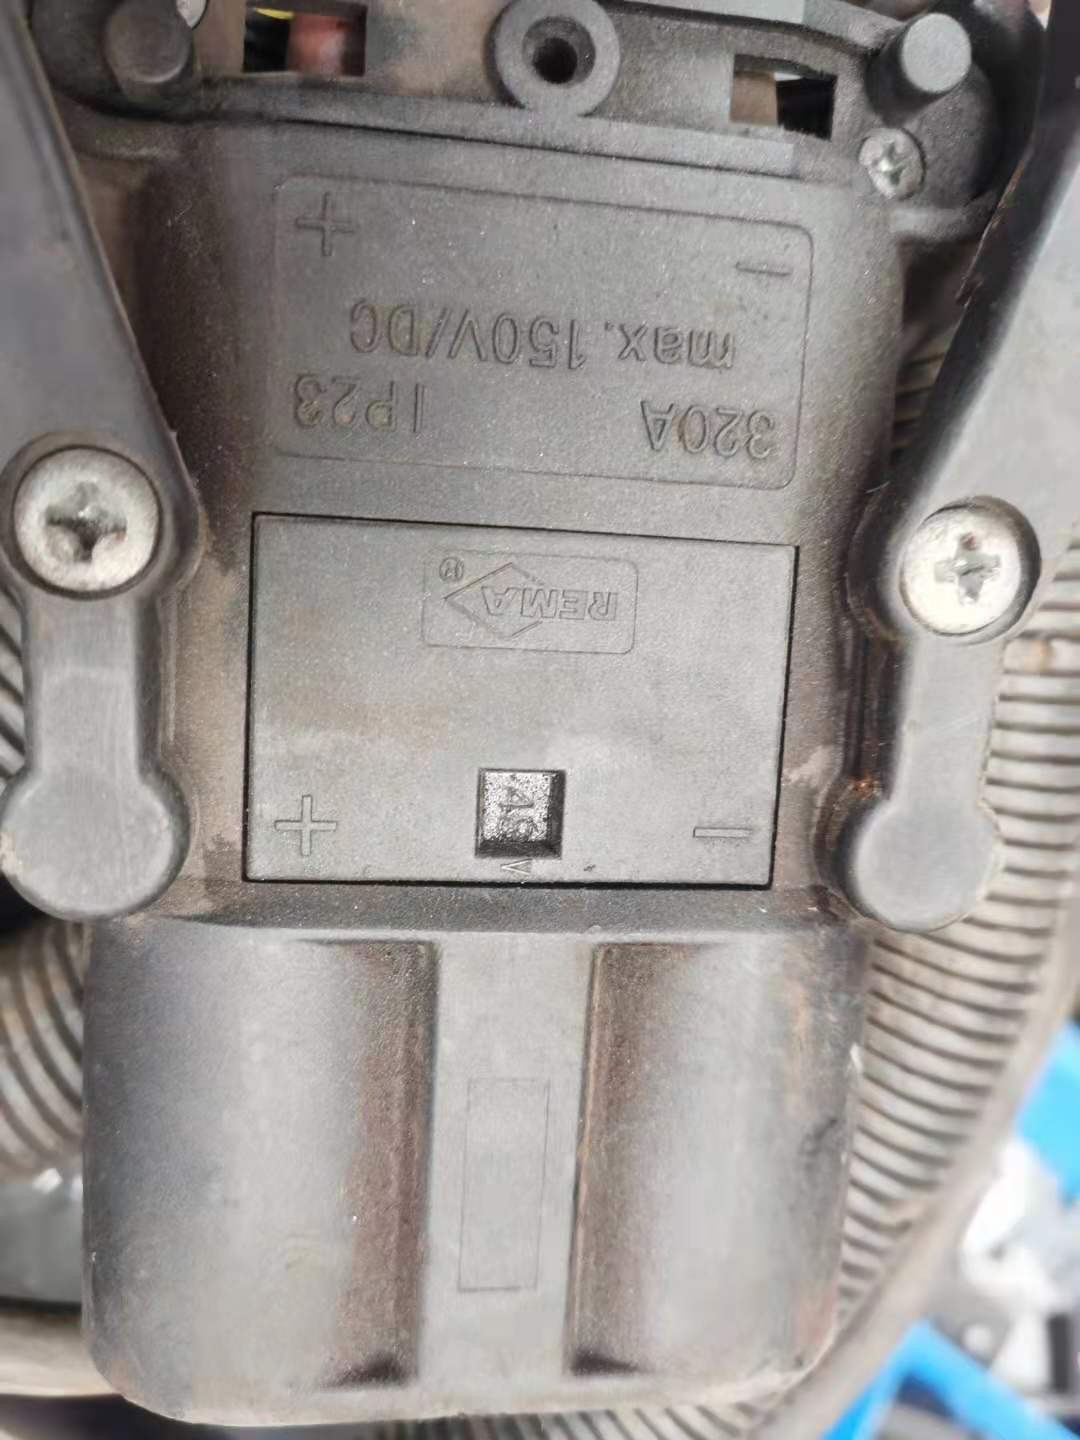 − +
REMA ®
320A IP23
max. 150V/DC
− +